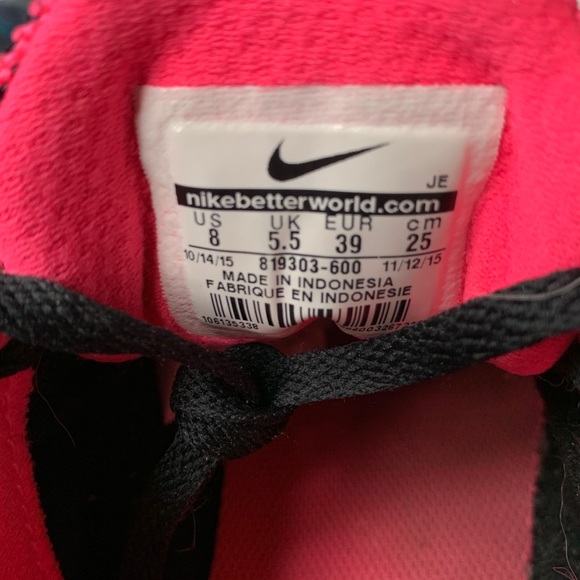 JE
nikebetterworld.com
US UK EUR cm
8 5.5 39 25
10/14/15 819303-600 11/12/15
MADE IN INDONESIA
FABRIQUE EN INDONESIE
106135338